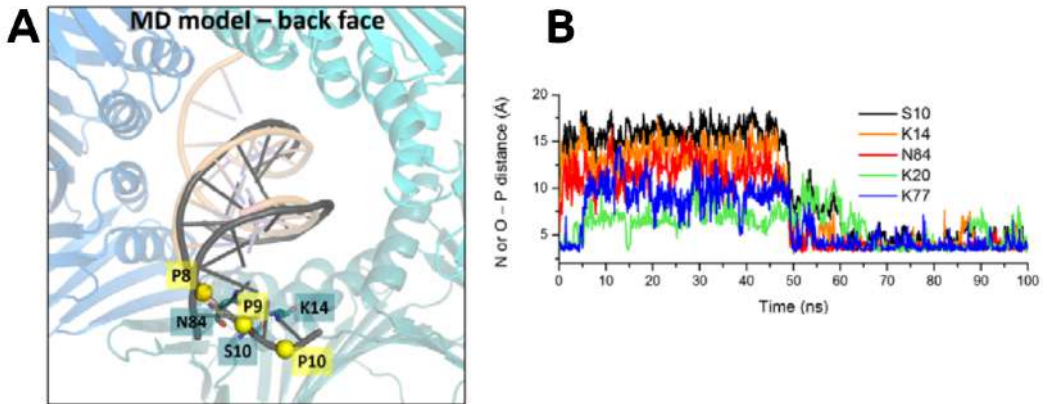 A
MD model – back face
P8
P9
K14
N84
S10
P10
B
N or O – P distance (Å)
20
15
10
5
S10
K14
N84
K20
K77
0 10 20 30 40 50 60 70 80 90 100
Time (ns)